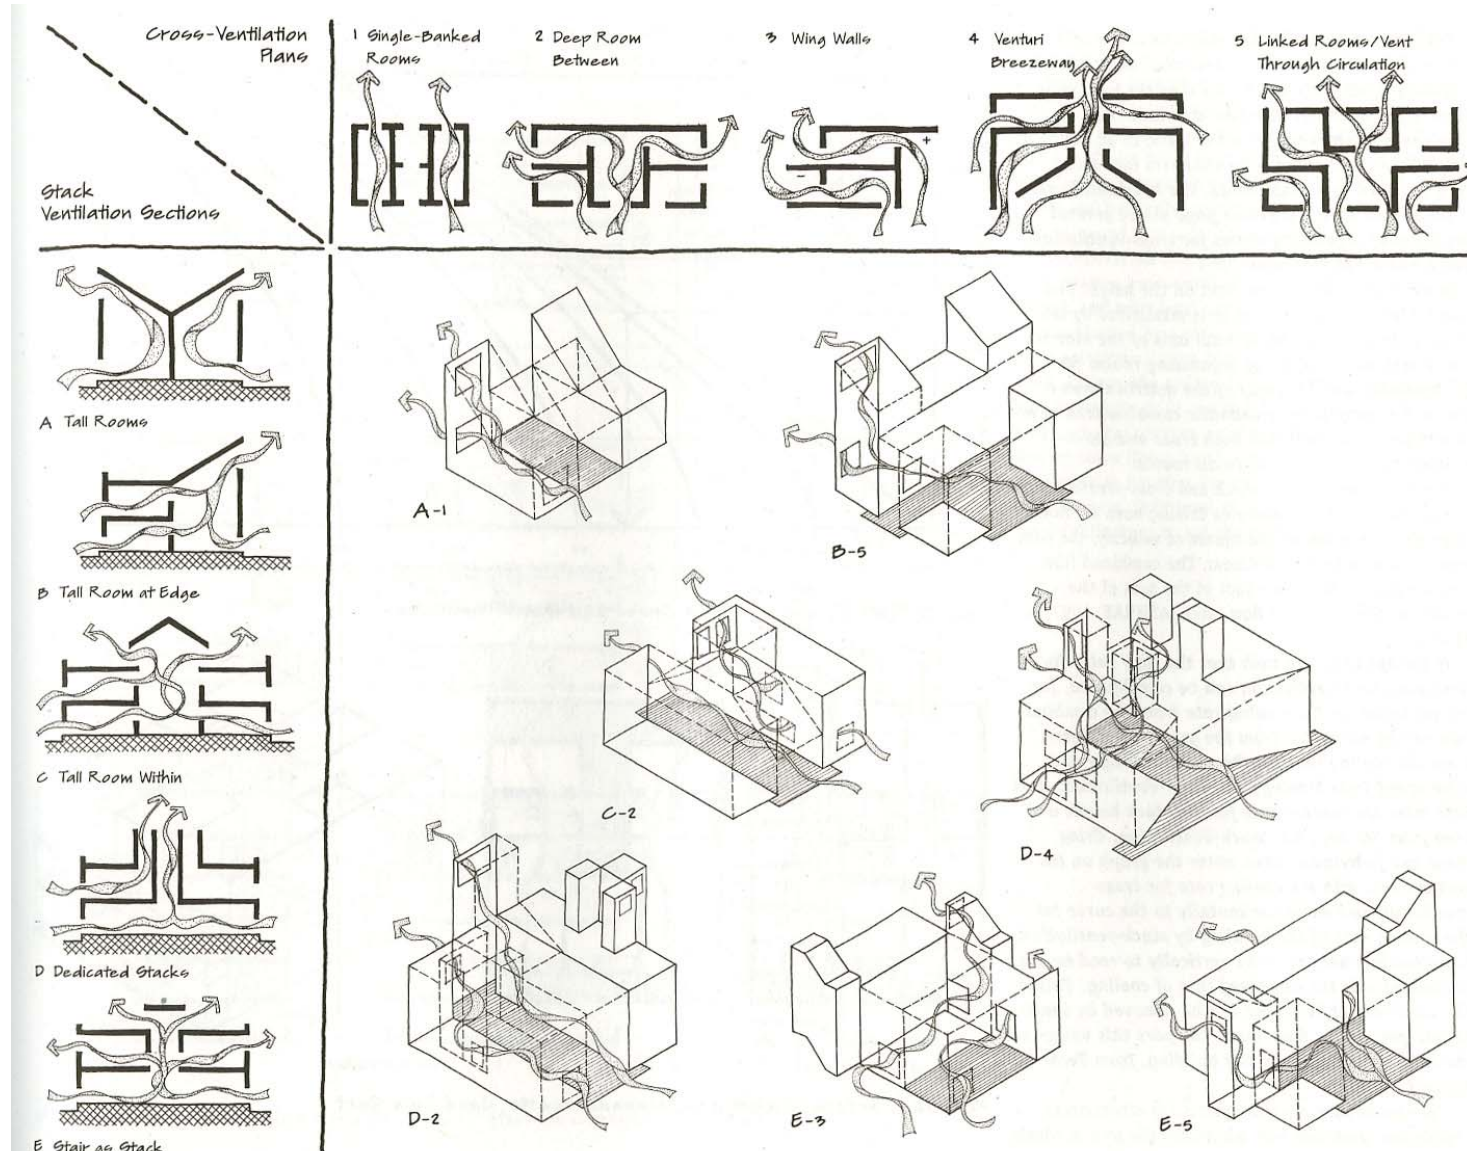 Cross-Ventilation
Plans
Stack
Ventilation Sections
1 Single-Banked
Rooms
2 Deep Room
Between
3 Wing Walls
+
-
4 Venturi
Breezeway
5 Linked Rooms/Vent
Through Circulation
A Tall Rooms
B Tall Room at Edge
C Tall Room Within
D Dedicated Stacks
E Stair as Stack
A-1
B-5
C-2
D-4
D-2
E-3
E-5